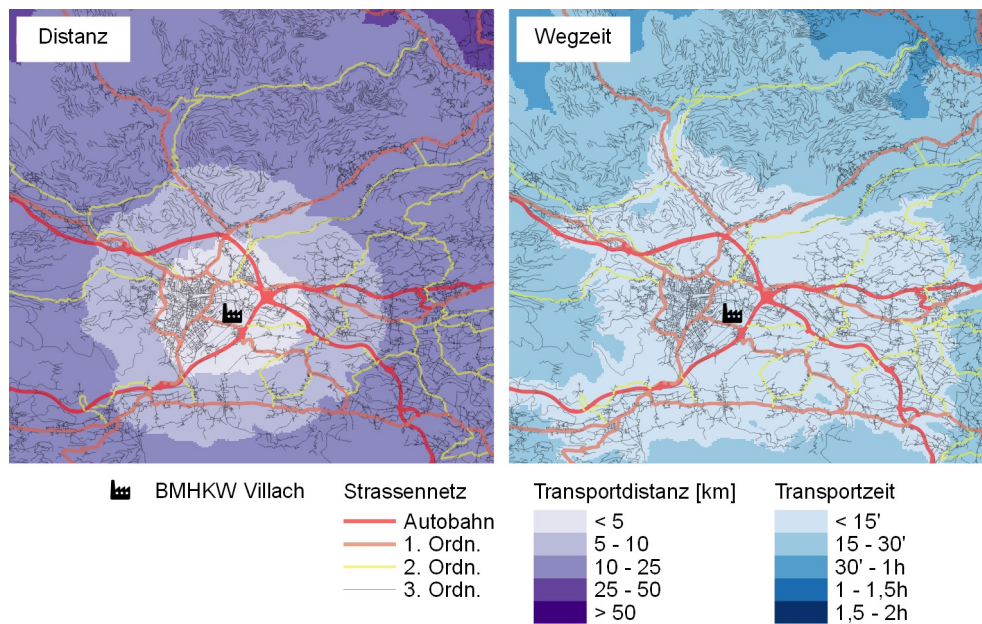 Distanz
Wegzeit
BMHKW Villach
Strassennetz
Autobahn
1. Ordn.
2. Ordn.
3. Ordn.
Transportdistanz [km]
< 5
5 - 10
10 - 25
25 - 50
> 50
Transportzeit
< 15'
15 - 30'
30' - 1h
1 - 1,5h
1,5 - 2h